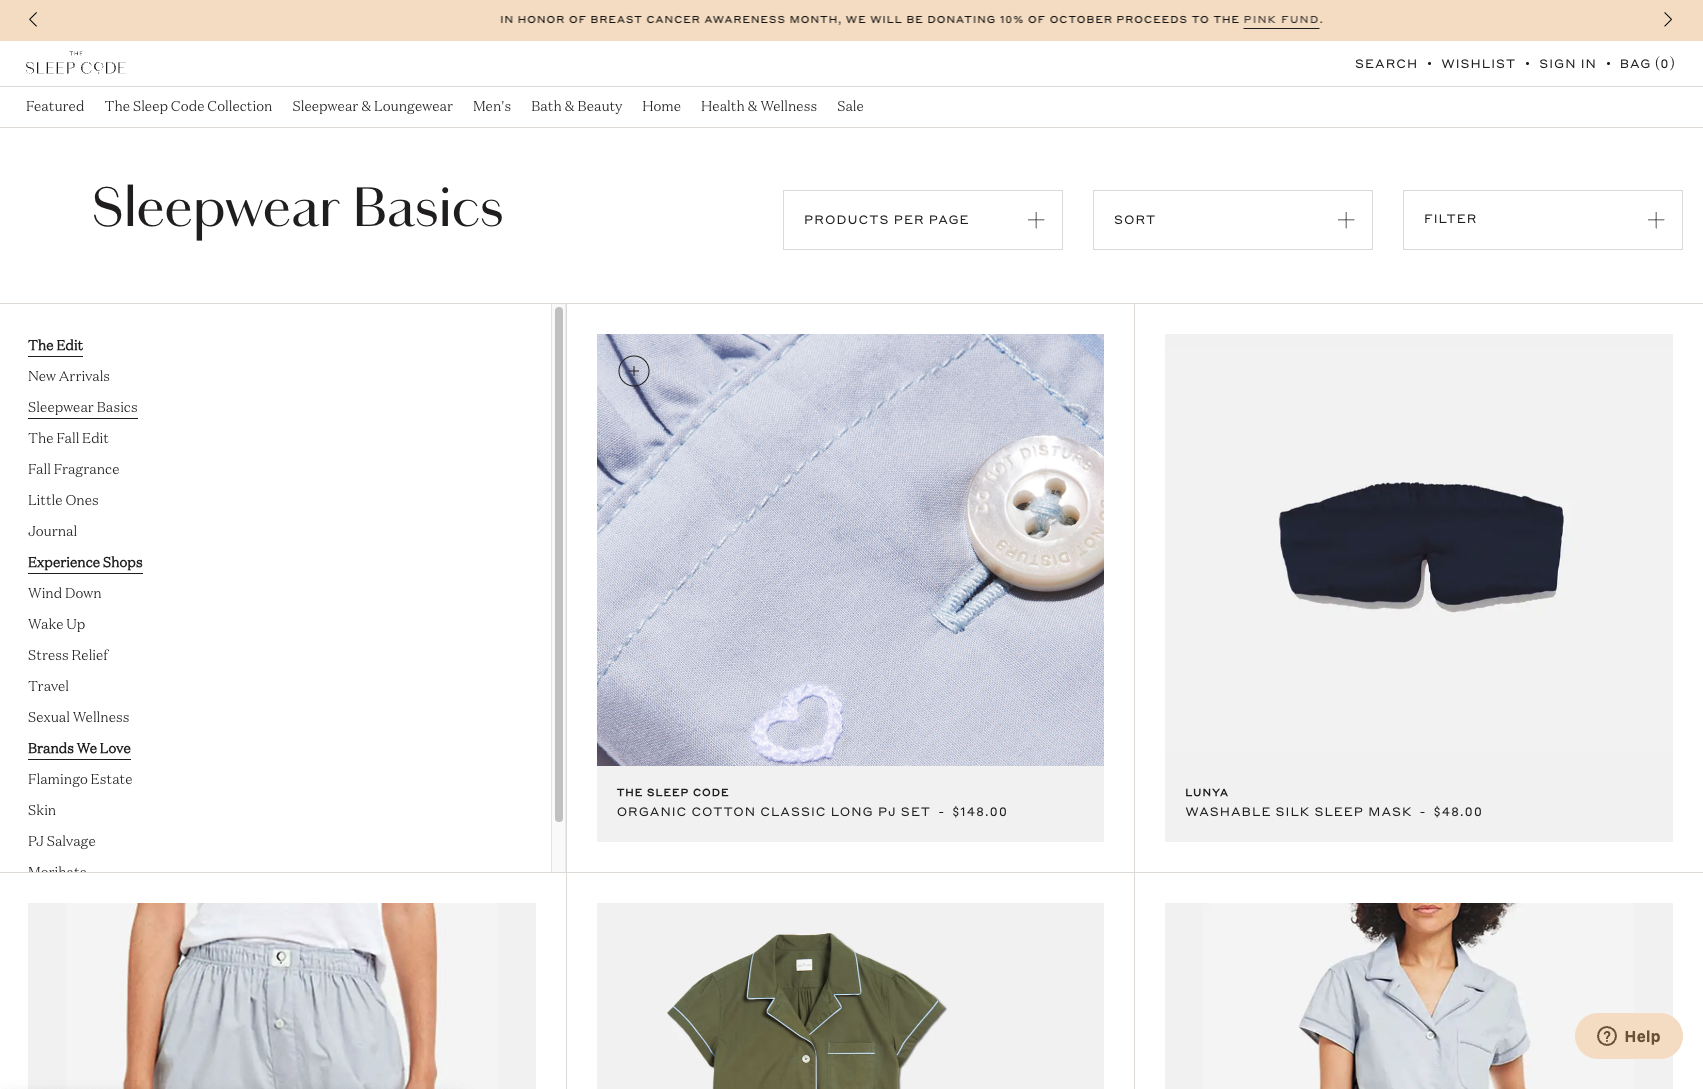 IN HONOR OF BREAST CANCER AWARENESS MONTH, WE WILL BE DONATING 10% OF OCTOBER PROCEEDS TO THE PINK FUND.
THE
SLEEP CODE
SEARCH • WISHLIST • SIGN IN • BAG (0)
Featured The Sleep Code Collection Sleepwear & Loungewear Men's Bath & Beauty Home Health & Wellness Sale
Sleepwear Basics
PRODUCTS PER PAGE
SORT
FILTER
The Edit
New Arrivals
Sleepwear Basics
The Fall Edit
Fall Fragrance
Little Ones
Journal
Experience Shops
Wind Down
Wake Up
Stress Relief
Travel
Sexual Wellness
Brands We Love
Flamingo Estate
Skin
PJ Salvage
Morihata
DO NOT DISTURB
DO NOT DISTURB
THE SLEEP CODE
ORGANIC COTTON CLASSIC LONG PJ SET - $148.00
LUNYA
WASHABLE SILK SLEEP MASK - $48.00
Help